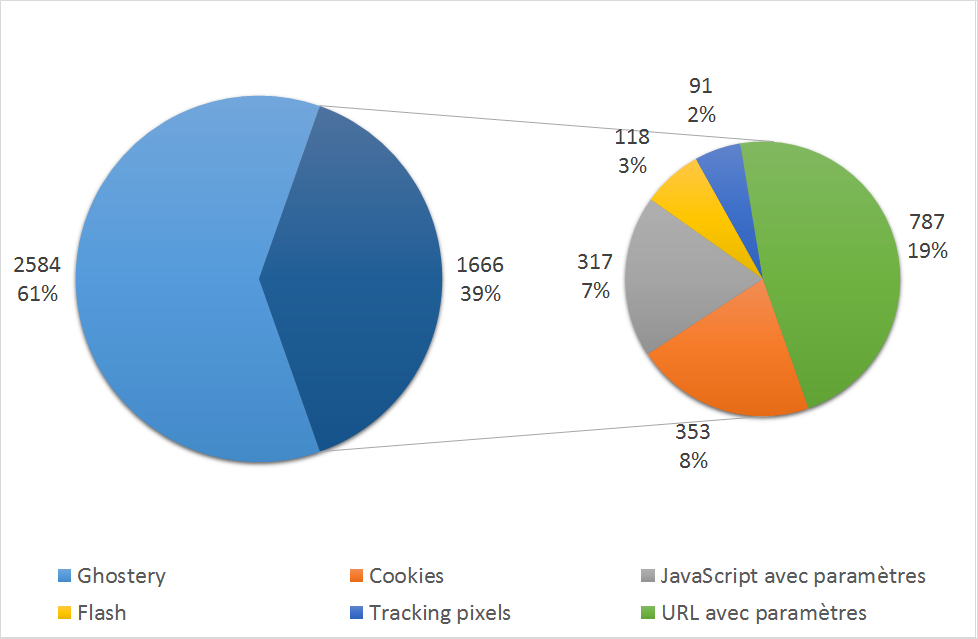 91
2%
118
3%
787
19%
2584
61%
1666
39%
317
7%
353
8%
Ghostery
Cookies
JavaScript avec paramètres
Flash
Tracking pixels
URL avec paramètres